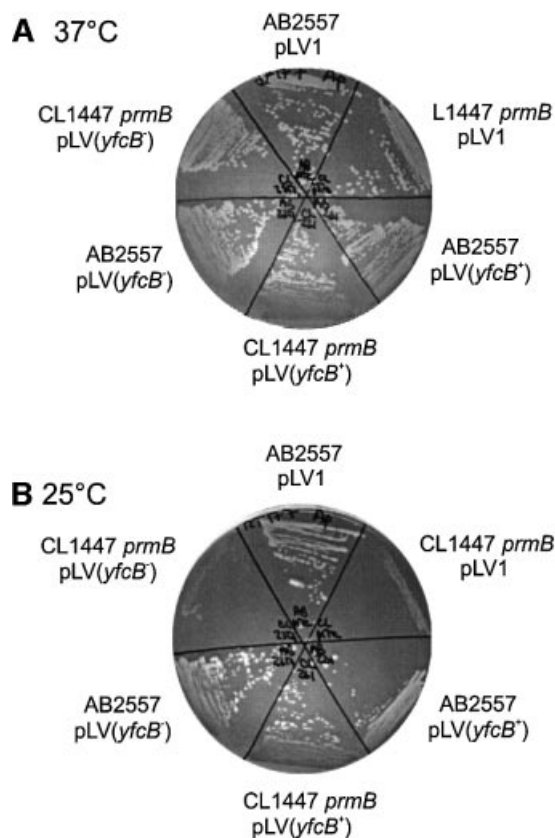 A 37°C
AB2557
pLV1
CL1447 prmB
pLV(yfcB⁻)
L1447 prmB
pLV1
AB2557
pLV(yfcB⁻)
AB2557
pLV(yfcB⁺)
CL1447 prmB
pLV(yfcB⁺)
B 25°C
AB2557
pLV1
CL1447 prmB
pLV(yfcB⁻)
CL1447 prmB
pLV1
AB2557
pLV(yfcB⁻)
AB2557
pLV(yfcB⁺)
CL1447 prmB
pLV(yfcB⁺)